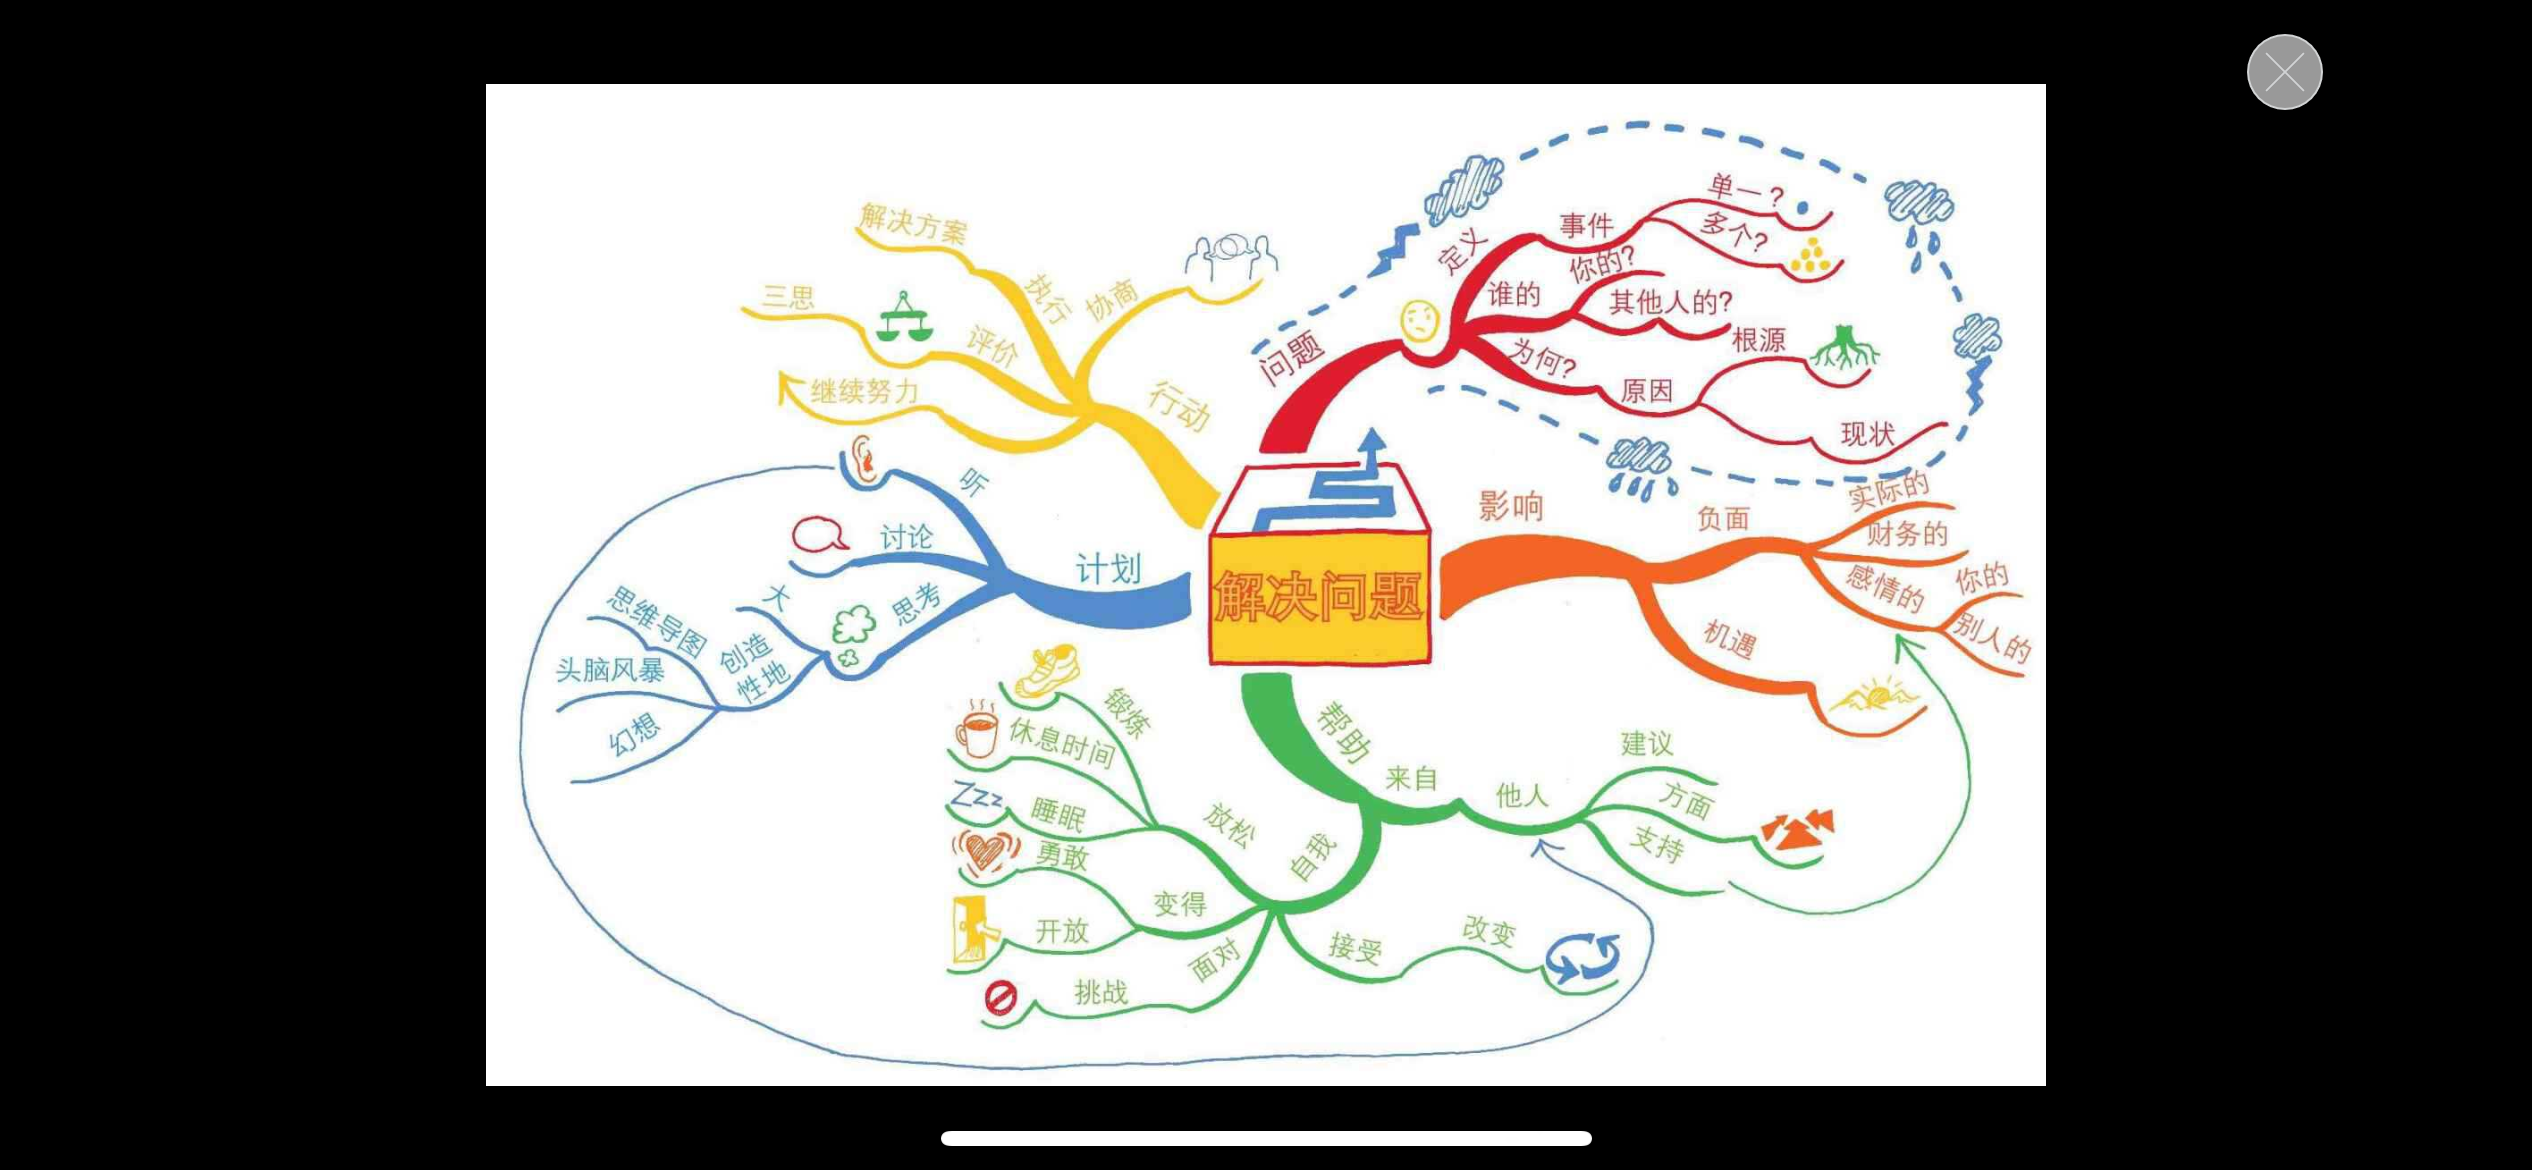 解决问题
问题
定义
事件
单一？
多个?
谁的
你的?
其他人的?
为何?
原因
根源
现状
影响
负面
实际的
财务的
感情的
你的
别人的
机遇
帮助
来自
他人
建议
方面
支持
自我
放松
锻炼
休息时间
睡眠
Zzz
变得
勇敢
开放
面对
挑战
接受
改变
计划
听
讨论
思考
大
创造
性地
思维导图
头脑风暴
幻想
行动
协商
执行
解决方案
评价
三思
继续努力